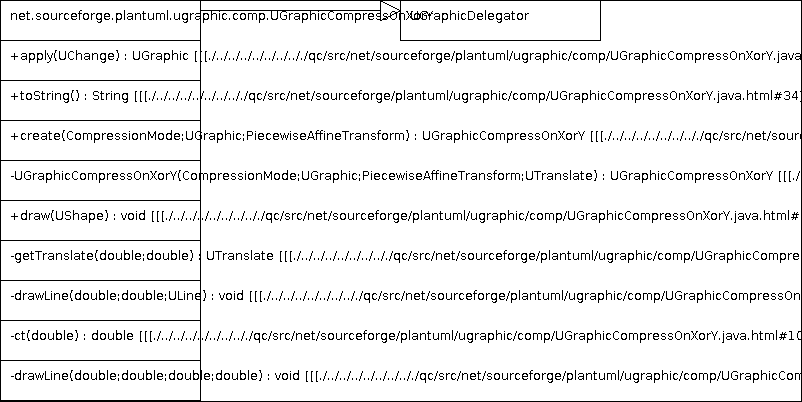 net.sourceforge.plantuml.ugraphic.comp.UGraphicCompressOnXorY UGraphicDelegator
+apply(UChange) : UGraphic [[[./../../../../../../../../qc/src/net/sourceforge/plantuml/ugraphic/comp/UGraphicCompressOnXorY.java
+toString() : String [[[./../../../../../../../../qc/src/net/sourceforge/plantuml/ugraphic/comp/UGraphicCompressOnXorY.java.html#34]
+create(CompressionMode;UGraphic;PiecewiseAffineTransform) : UGraphicCompressOnXorY [[[./../../../../../../../../qc/src/net/sour
-UGraphicCompressOnXorY(CompressionMode;UGraphic;PiecewiseAffineTransform;UTranslate) : UGraphicCompressOnXorY [[[./
+draw(UShape) : void [[[./../../../../../../../../qc/src/net/sourceforge/plantuml/ugraphic/comp/UGraphicCompressOnXorY.java.html#
-getTranslate(double;double) : UTranslate [[[./../../../../../../../../qc/src/net/sourceforge/plantuml/ugraphic/comp/UGraphicCompre
-drawLine(double;double;ULine) : void [[[./../../../../../../../../qc/src/net/sourceforge/plantuml/ugraphic/comp/UGraphicCompressOn
-ct(double) : double [[[./../../../../../../../../qc/src/net/sourceforge/plantuml/ugraphic/comp/UGraphicCompressOnXorY.java.html#10
-drawLine(double;double;double;double) : void [[[./../../../../../../../../qc/src/net/sourceforge/plantuml/ugraphic/comp/UGraphicCo